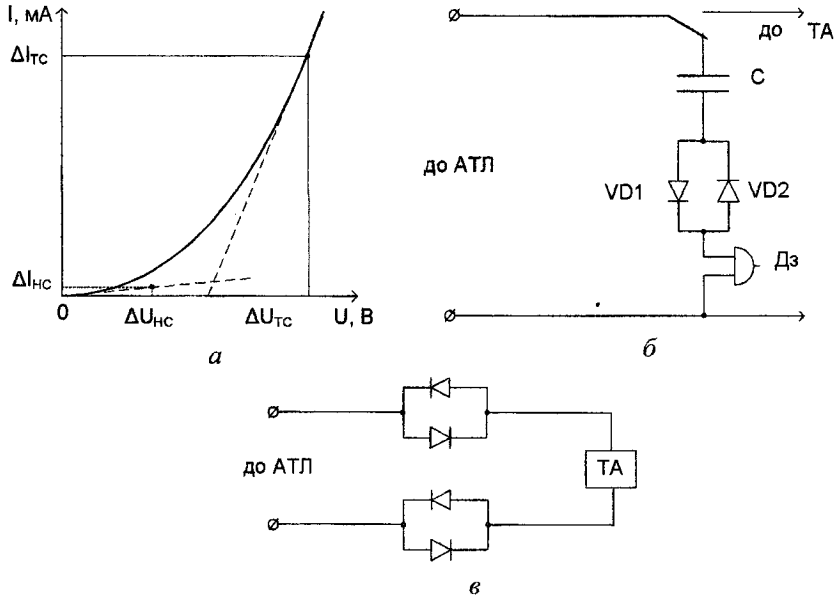 I, мА
ΔIТС
ΔIНС
0
ΔUНС
ΔUТС
U, В
а
до ТА
C
до АТЛ
VD1
VD2
Дз
б
до АТЛ
ТА
в